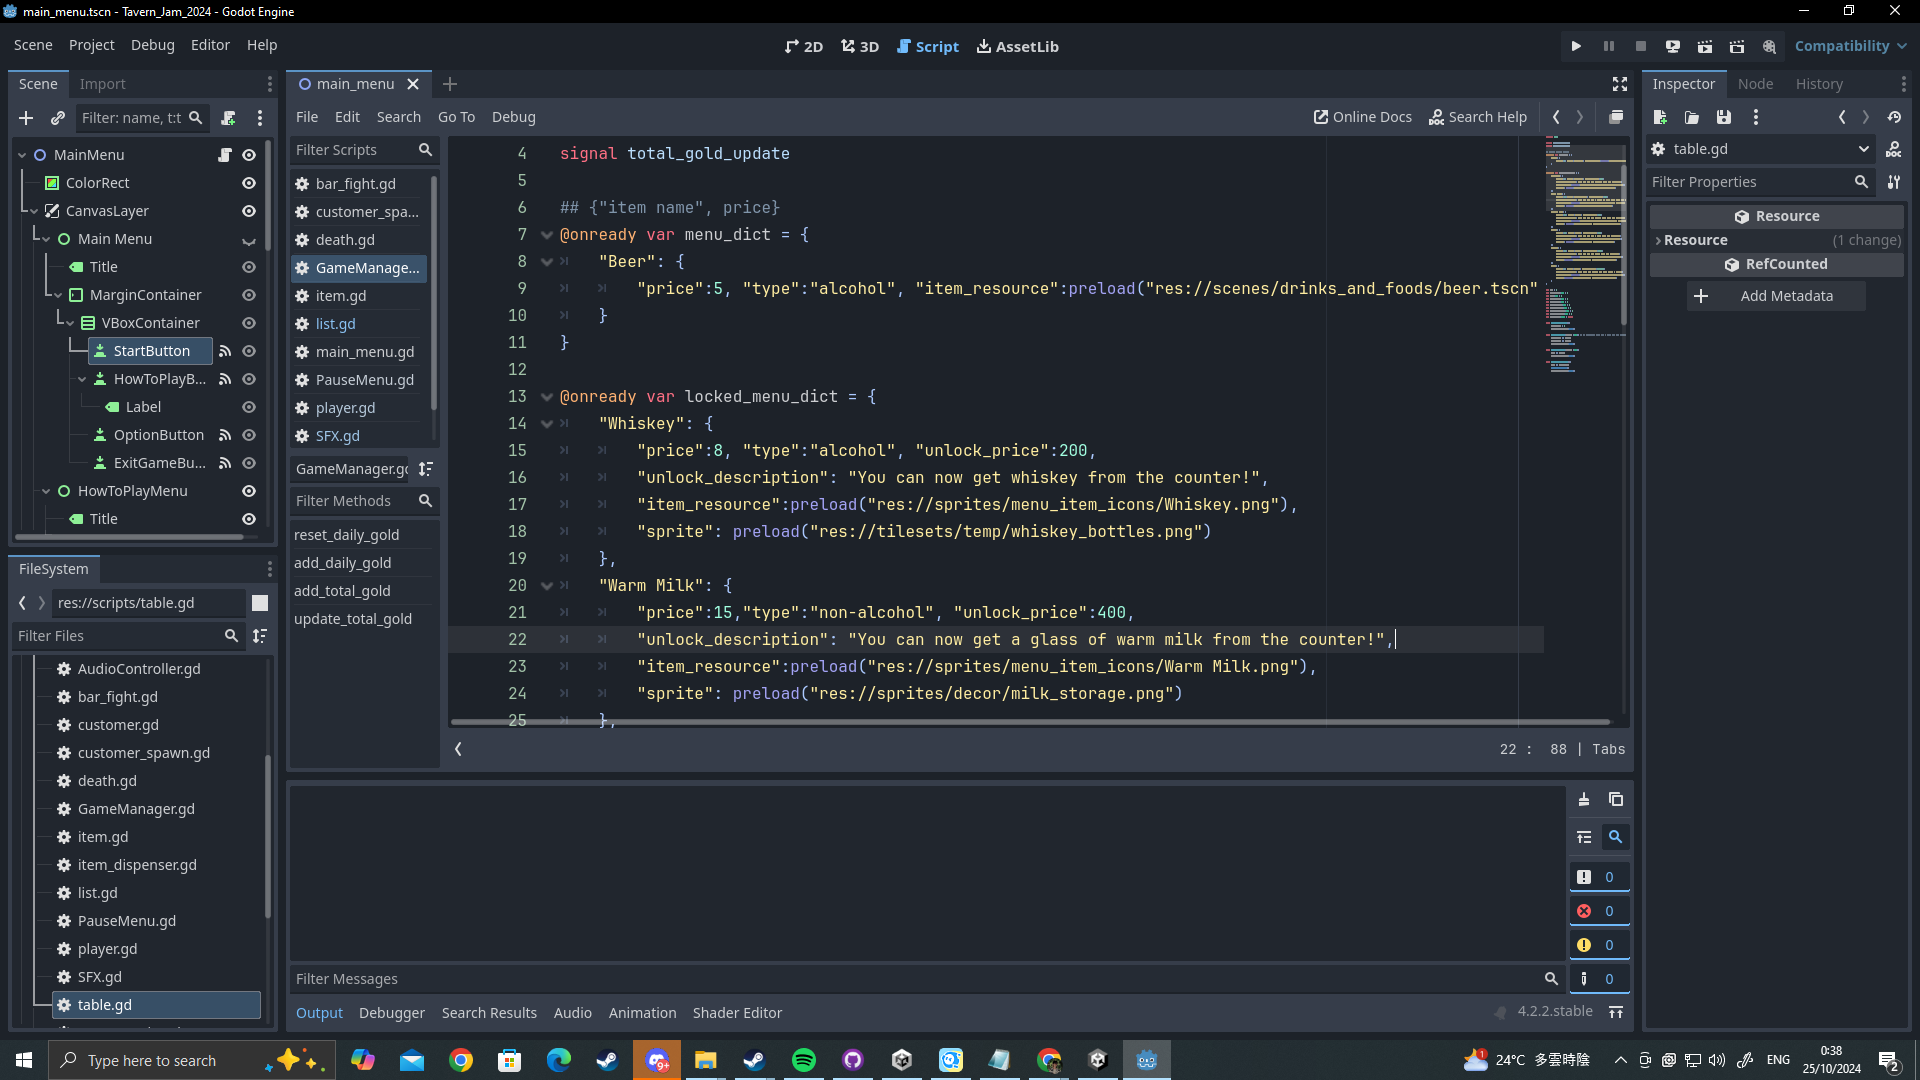 main_menu.tscn - Tavern_Jam_2024 - Godot Engine
Scene Project Debug Editor Help
2D 3D Script AssetLib
Compatibility
Scene Import
Filter: name, t:t
MainMenu
ColorRect
CanvasLayer
Main Menu
Title
MarginContainer
VBoxContainer
StartButton
HowToPlayB...
Label
OptionButton
ExitGameBu...
HowToPlayMenu
Title
FileSystem
res://scripts/table.gd
Filter Files
AudioController.gd
bar_fight.gd
customer.gd
customer_spawn.gd
death.gd
GameManager.gd
item.gd
item_dispenser.gd
list.gd
PauseMenu.gd
player.gd
SFX.gd
table.gd
main_menu
File Edit Search Go To Debug
Online Docs Search Help
Filter Scripts
bar_fight.gd
customer_spa...
death.gd
GameManage...
item.gd
list.gd
main_menu.gd
PauseMenu.gd
player.gd
SFX.gd
GameManager.gd
Filter Methods
reset_daily_gold
add_daily_gold
add_total_gold
update_total_gold
4 signal total_gold_update
5
6 ## {"item name", price}
7 @onready var menu_dict = {
8 "Beer": {
9 "price":5, "type":"alcohol", "item_resource":preload("res://scenes/drinks_and_foods/beer.tscn"
10 }
11 }
12
13 @onready var locked_menu_dict = {
14 "Whiskey": {
15 "price":8, "type":"alcohol", "unlock_price":200,
16 "unlock_description": "You can now get whiskey from the counter!",
17 "item_resource":preload("res://sprites/menu_item_icons/Whiskey.png"),
18 "sprite": preload("res://tilesets/temp/whiskey_bottles.png")
19 },
20 "Warm Milk": {
21 "price":15,"type":"non-alcohol", "unlock_price":400,
22 "unlock_description": "You can now get a glass of warm milk from the counter!",
23 "item_resource":preload("res://sprites/menu_item_icons/Warm Milk.png"),
24 "sprite": preload("res://sprites/decor/milk_storage.png")
25 },
22 : 88 | Tabs
0
0
0
0
Filter Messages
Output Debugger Search Results Audio Animation Shader Editor
4.2.2.stable
Inspector Node History
table.gd
Filter Properties
Resource
Resource (1 change)
RefCounted
Add Metadata
Type here to search
9+
1
24°C 多雲時陰
ENG
0:38
25/10/2024
2